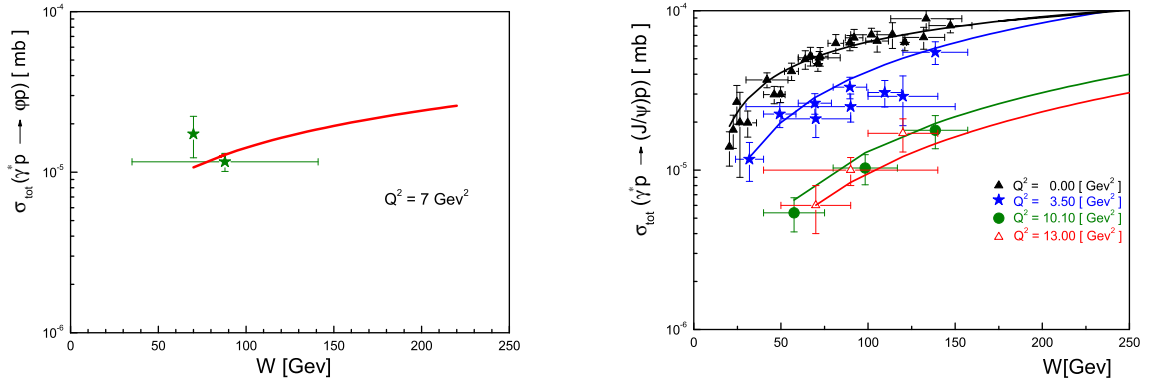 σ_tot (γ*p → φp) [ mb]
10^-4
10^-5
10^-6
0 50 100 150 200 250
W [Gev]
Q² = 7 Gev²
σ_tot (γ*p → (J/ψ)p) [ mb]
10^-4
10^-5
10^-6
0 50 100 150 200 250
W[Gev]
Q² = 0.00 [ Gev² ]
Q² = 3.50 [ Gev² ]
Q² = 10.10 [ Gev² ]
Q² = 13.00 [ Gev² ]